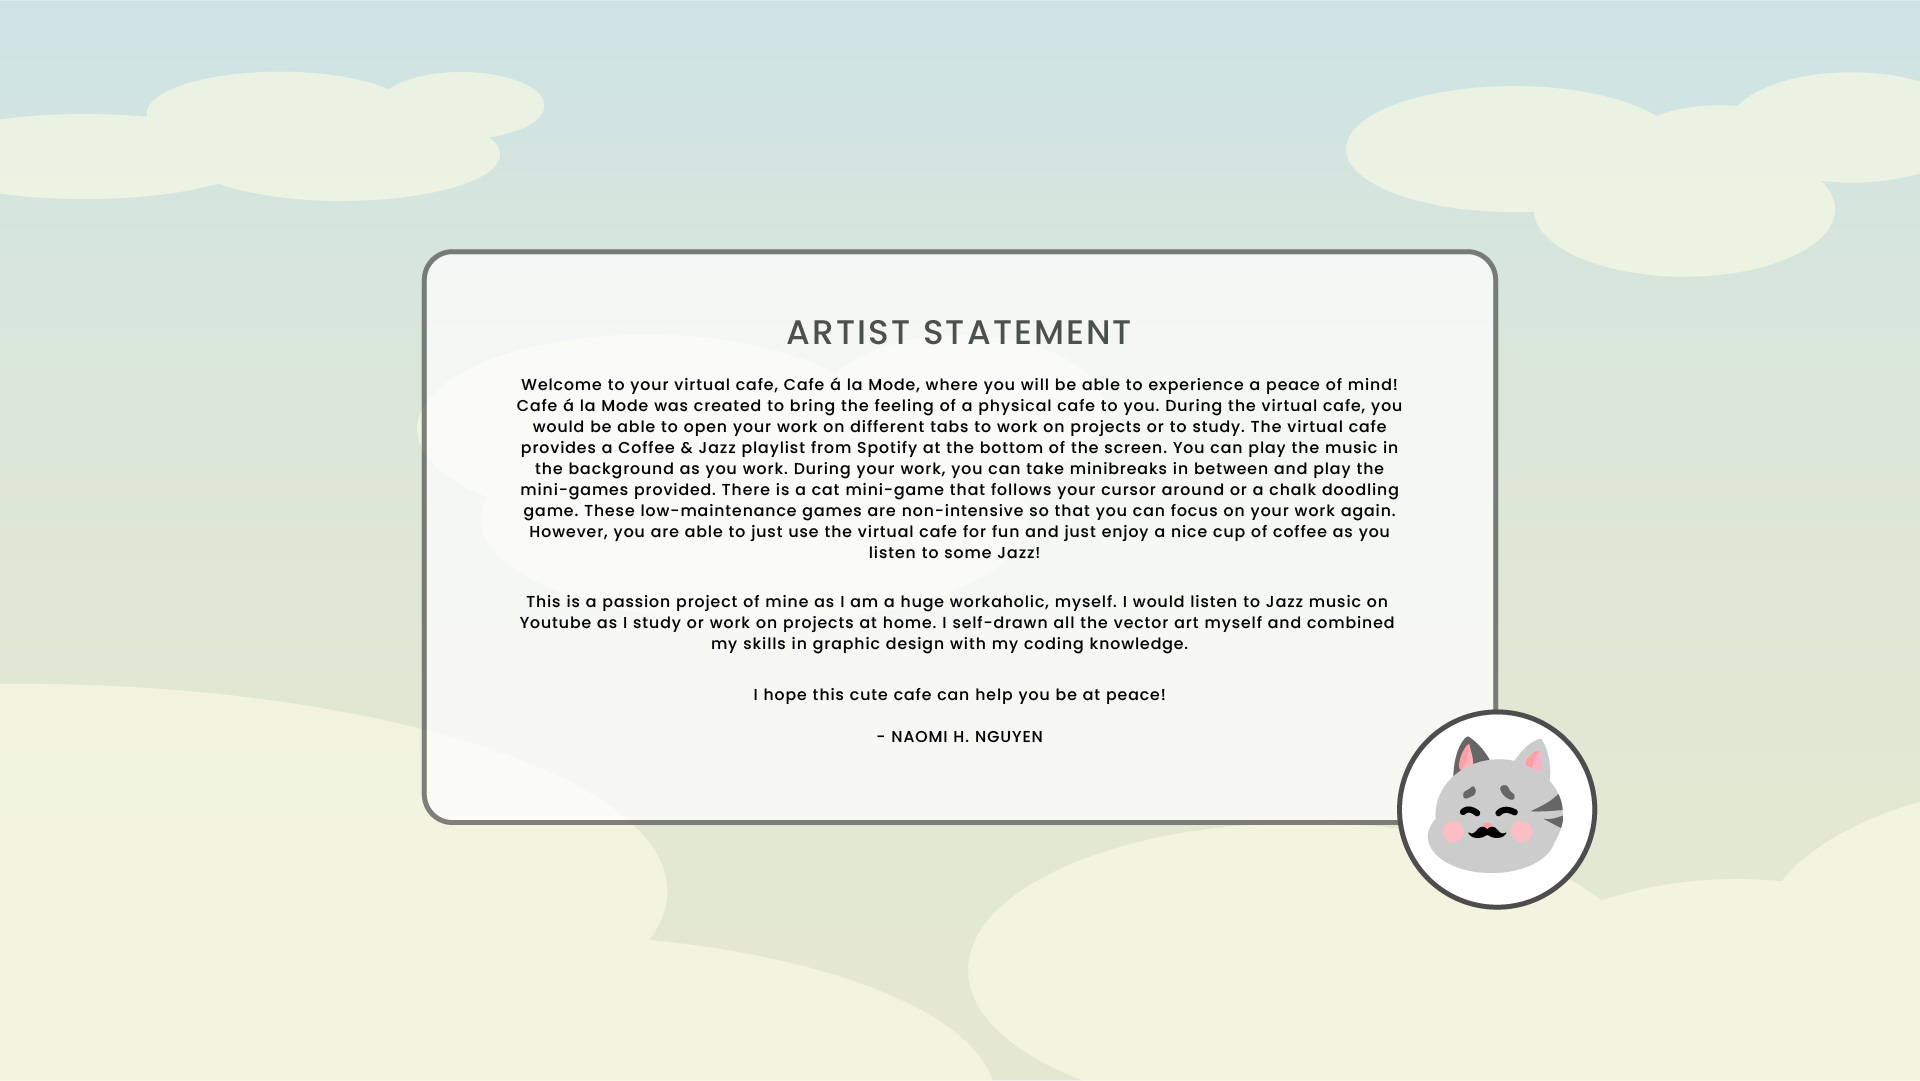 ARTIST STATEMENT
Welcome to your virtual cafe, Cafe á la Mode, where you will be able to experience a peace of mind!
Cafe á la Mode was created to bring the feeling of a physical cafe to you. During the virtual cafe, you
would be able to open your work on different tabs to work on projects or to study. The virtual cafe
provides a Coffee & Jazz playlist from Spotify at the bottom of the screen. You can play the music in
the background as you work. During your work, you can take minibreaks in between and play the
mini-games provided. There is a cat mini-game that follows your cursor around or a chalk doodling
game. These low-maintenance games are non-intensive so that you can focus on your work again.
However, you are able to just use the virtual cafe for fun and just enjoy a nice cup of coffee as you
listen to some Jazz!
This is a passion project of mine as I am a huge workaholic, myself. I would listen to Jazz music on
Youtube as I study or work on projects at home. I self-drawn all the vector art myself and combined
my skills in graphic design with my coding knowledge.
I hope this cute cafe can help you be at peace!
- NAOMI H. NGUYEN